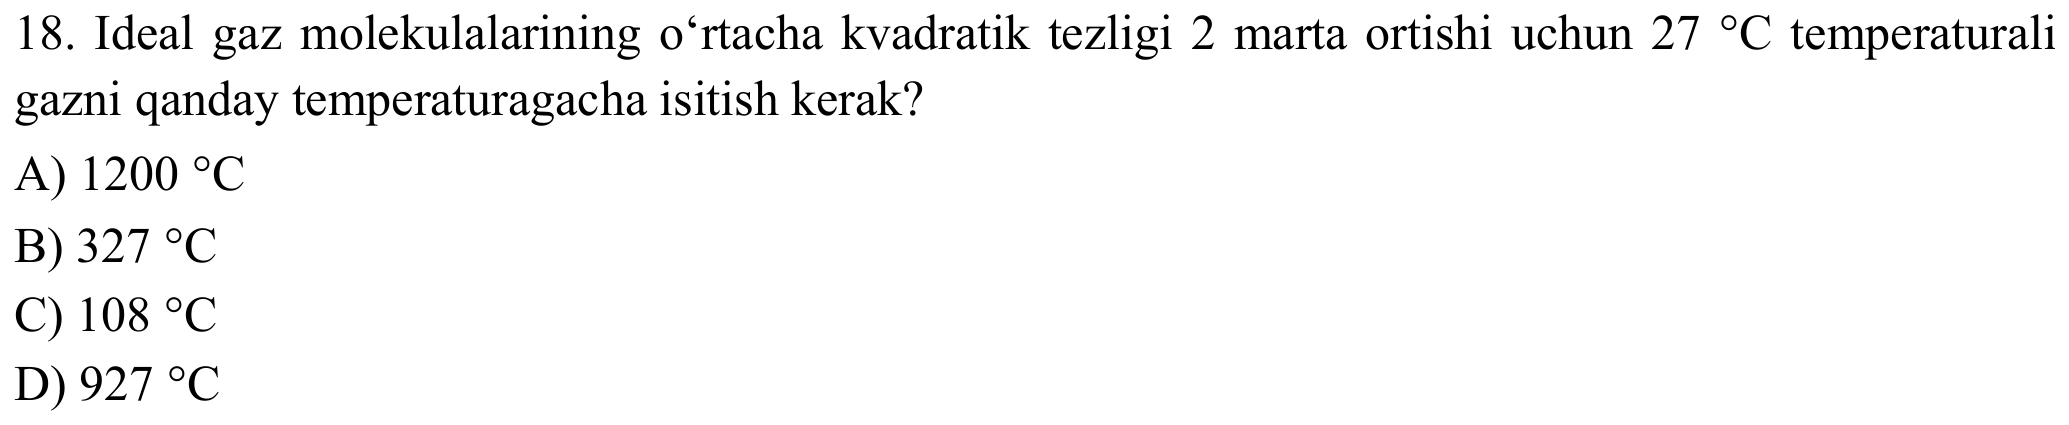 18. Ideal gaz molekulalarining o‘rtacha kvadratik tezligi 2 marta ortishi uchun 27 °C temperaturali
gazni qanday temperaturagacha isitish kerak?
A) 1200 °C
B) 327 °C
C) 108 °C
D) 927 °C